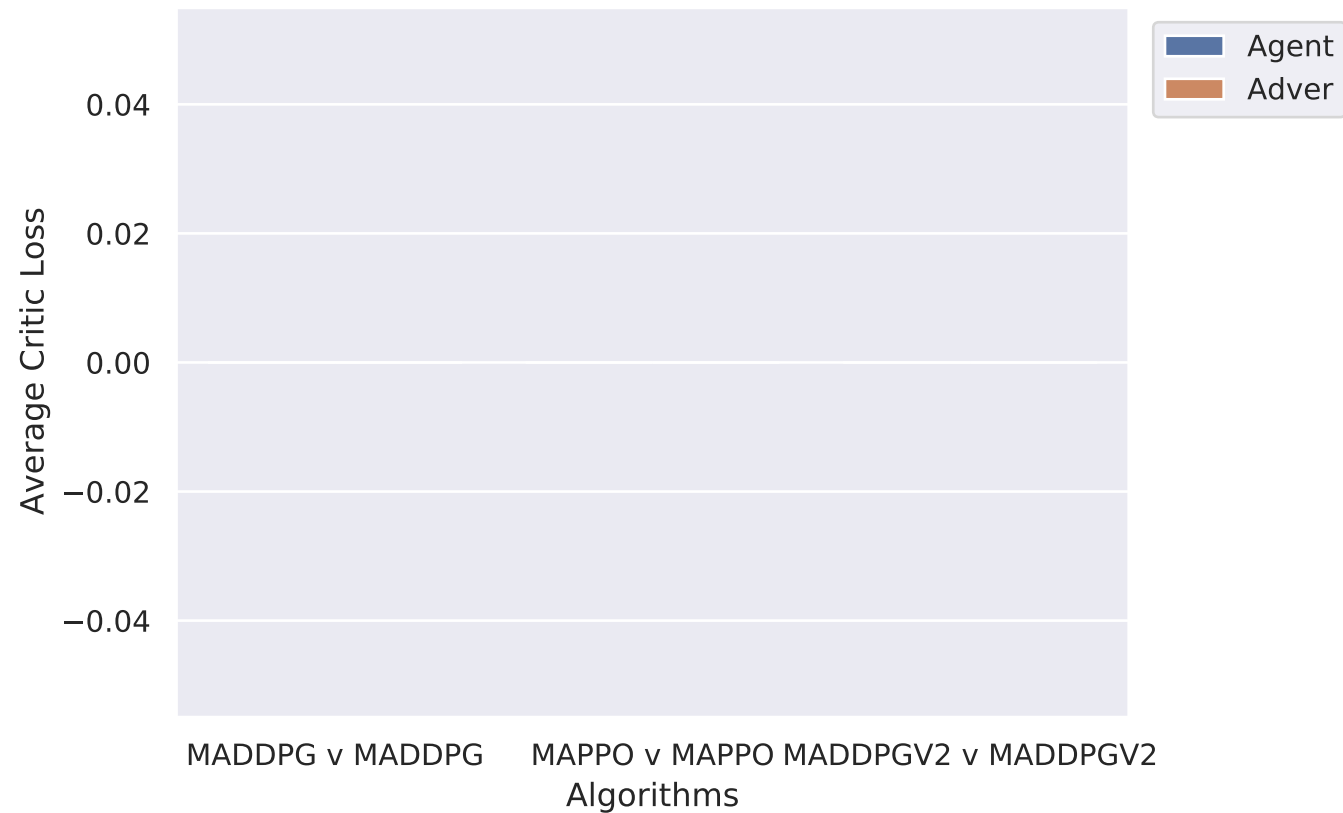 Agent
Adver
0.04
0.02
0.00
−0.02
−0.04
Average Critic Loss
MADDPG v MADDPG
MAPPO v MAPPO
MADDPGV2 v MADDPGV2
Algorithms